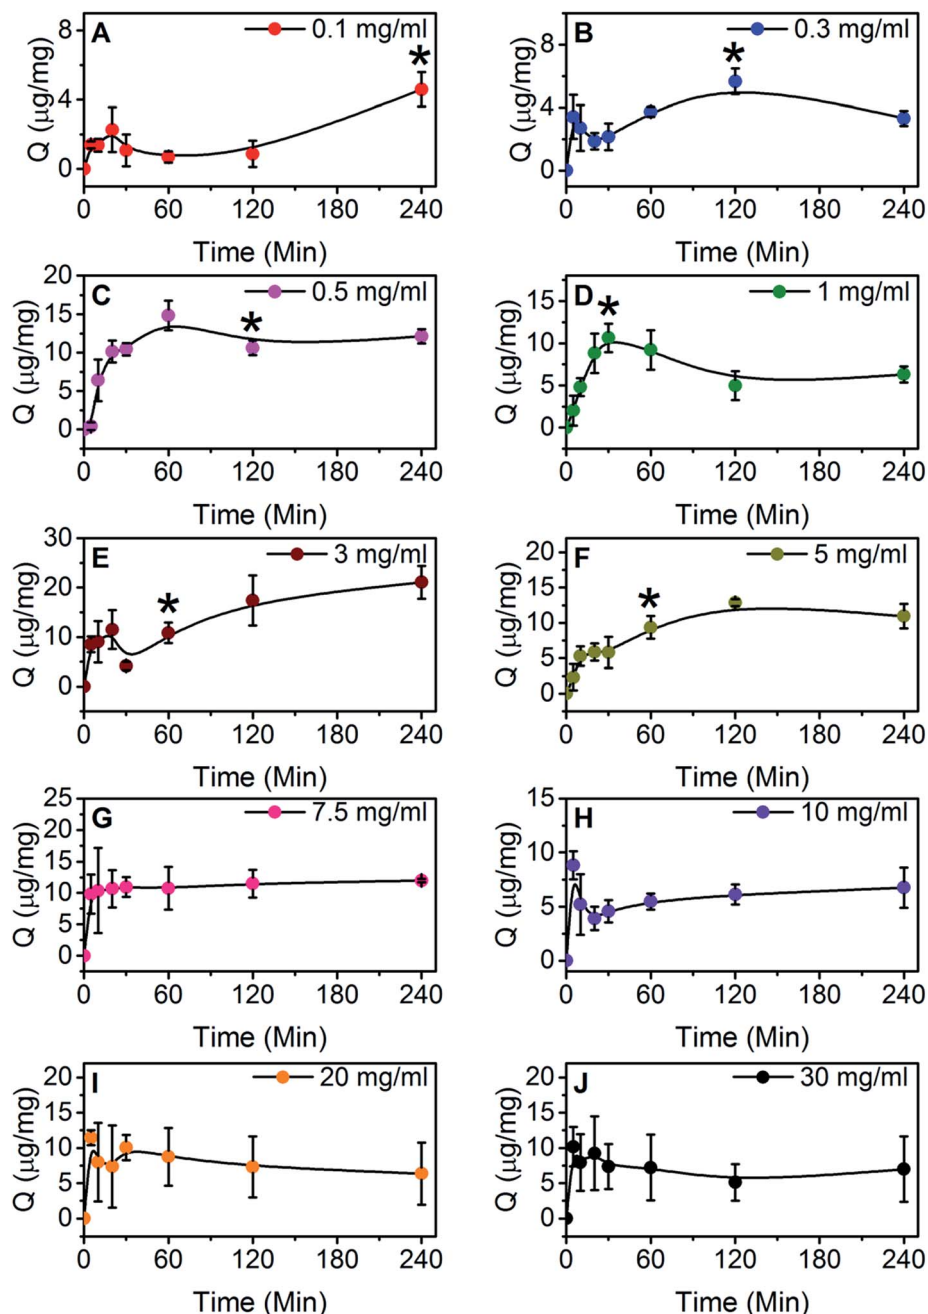 A
0.1 mg/ml
*
Q (µg/mg)
8
4
0
0 60 120 180 240
Time (Min)
B
0.3 mg/ml
*
Q (µg/mg)
8
4
0
0 60 120 180 240
Time (Min)
C
0.5 mg/ml
*
Q (µg/mg)
20
15
10
5
0
0 60 120 180 240
Time (Min)
D
1 mg/ml
*
Q (µg/mg)
15
10
5
0
0 60 120 180 240
Time (Min)
E
3 mg/ml
*
Q (µg/mg)
30
20
10
0
0 60 120 180 240
Time (Min)
F
5 mg/ml
*
Q (µg/mg)
20
15
10
5
0
0 60 120 180 240
Time (Min)
G
7.5 mg/ml
Q (µg/mg)
25
20
15
10
5
0
0 60 120 180 240
Time (Min)
H
10 mg/ml
Q (µg/mg)
15
10
5
0
0 60 120 180 240
Time (Min)
I
20 mg/ml
Q (µg/mg)
20
15
10
5
0
0 60 120 180 240
Time (Min)
J
30 mg/ml
Q (µg/mg)
20
15
10
5
0
0 60 120 180 240
Time (Min)